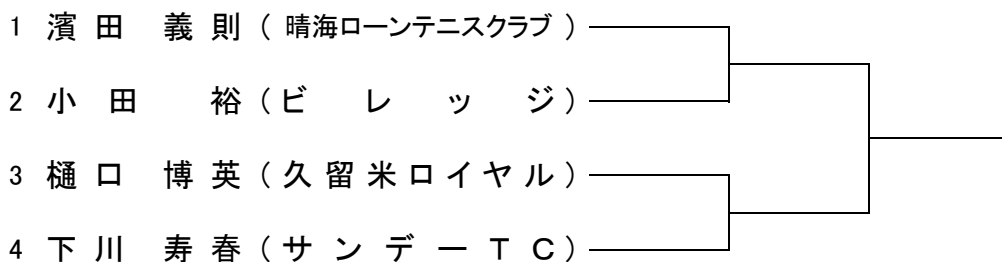 1 濱田 義則(晴海ローンテニスクラブ)
2 小田 裕(ビレッジ)
3 樋口 博英(久留米ロイヤル)
4 下川 寿春(サンデーTC)